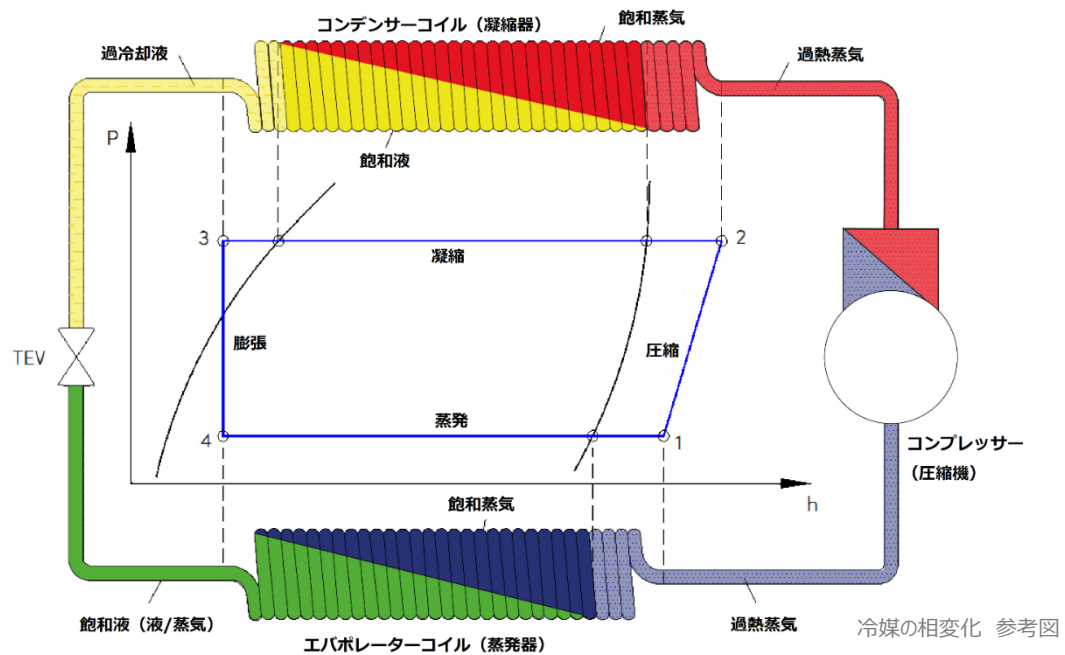 コンデンサーコイル（凝縮器）
飽和蒸気
過冷却液
過熱蒸気
P
飽和液
3
2
凝縮
膨張
圧縮
TEV
蒸発
4
1
コンプレッサー
（圧縮機）
h
飽和蒸気
飽和液（液/蒸気）
過熱蒸気
エバポレーターコイル（蒸発器）
冷媒の相変化 参考図